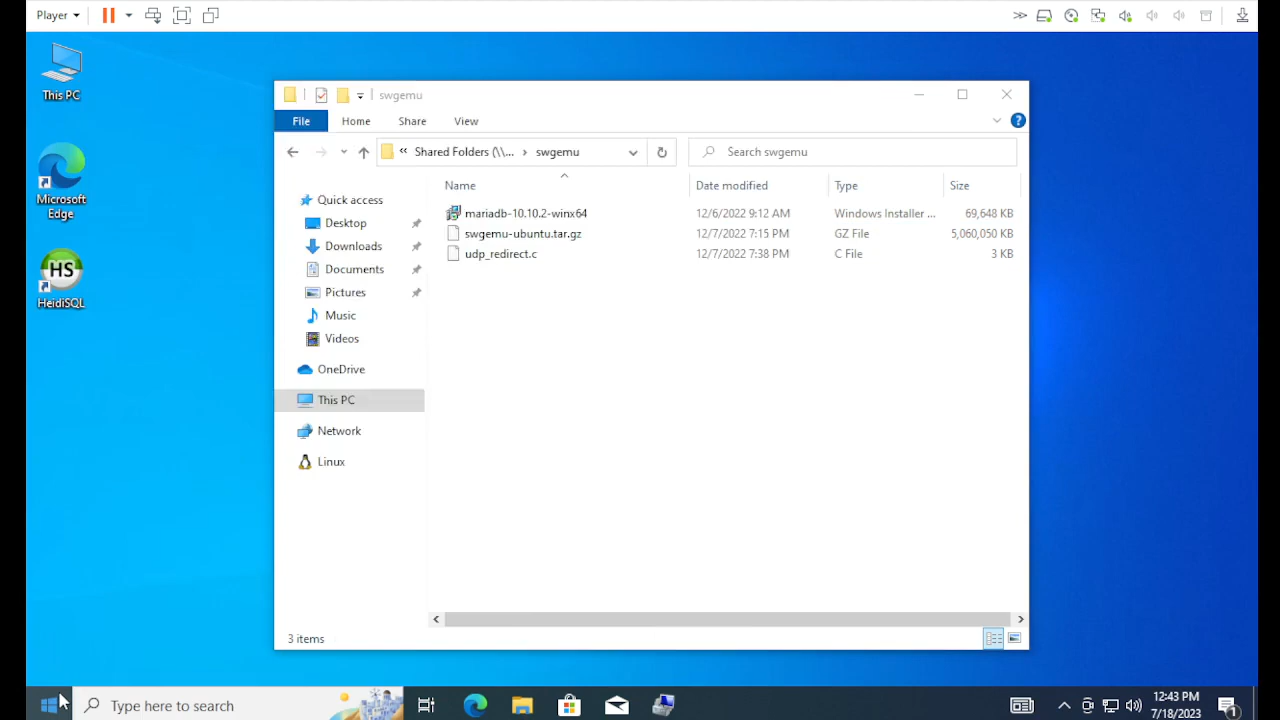 Player
This PC
Microsoft
Edge
HS
HeidiSQL
swgemu
File
Home
Share
View
?
« Shared Folders (\\... > swgemu
Search swgemu
Name
Date modified
Type
Size
mariadb-10.10.2-winx64
12/6/2022 9:12 AM
Windows Installer ...
69,648 KB
swgemu-ubuntu.tar.gz
12/7/2022 7:15 PM
GZ File
5,060,050 KB
udp_redirect.c
12/7/2022 7:38 PM
C File
3 KB
Quick access
Desktop
Downloads
Documents
Pictures
Music
Videos
OneDrive
This PC
Network
Linux
3 items
Type here to search
12:43 PM
7/18/2023
1